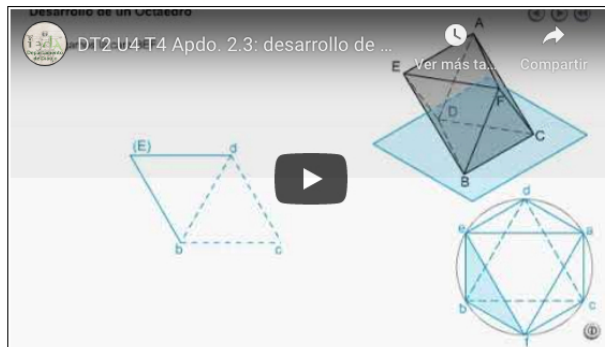 Desarrollo de un Octaedro
DT2 U4 T4 Apdo. 2.3: desarrollo de ...
Ver más ta...
Compartir
A
E
D
F
C
B
(E)
d
b
c
d
e
a
b
c
f